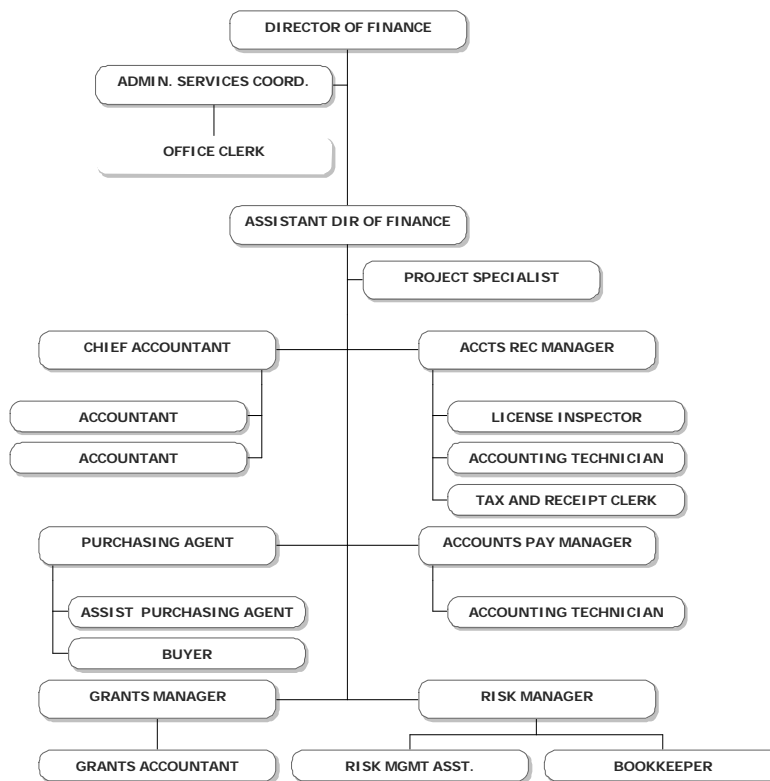 DIRECTOR OF FINANCE
ADMIN. SERVICES COORD.
OFFICE CLERK
ASSISTANT DIR OF FINANCE
PROJECT SPECIALIST
CHIEF ACCOUNTANT
ACCTS REC MANAGER
ACCOUNTANT
LICENSE INSPECTOR
ACCOUNTANT
ACCOUNTING TECHNICIAN
TAX AND RECEIPT CLERK
PURCHASING AGENT
ACCOUNTS PAY MANAGER
ASSIST PURCHASING AGENT
ACCOUNTING TECHNICIAN
BUYER
GRANTS MANAGER
RISK MANAGER
GRANTS ACCOUNTANT
RISK MGMT ASST.
BOOKKEEPER